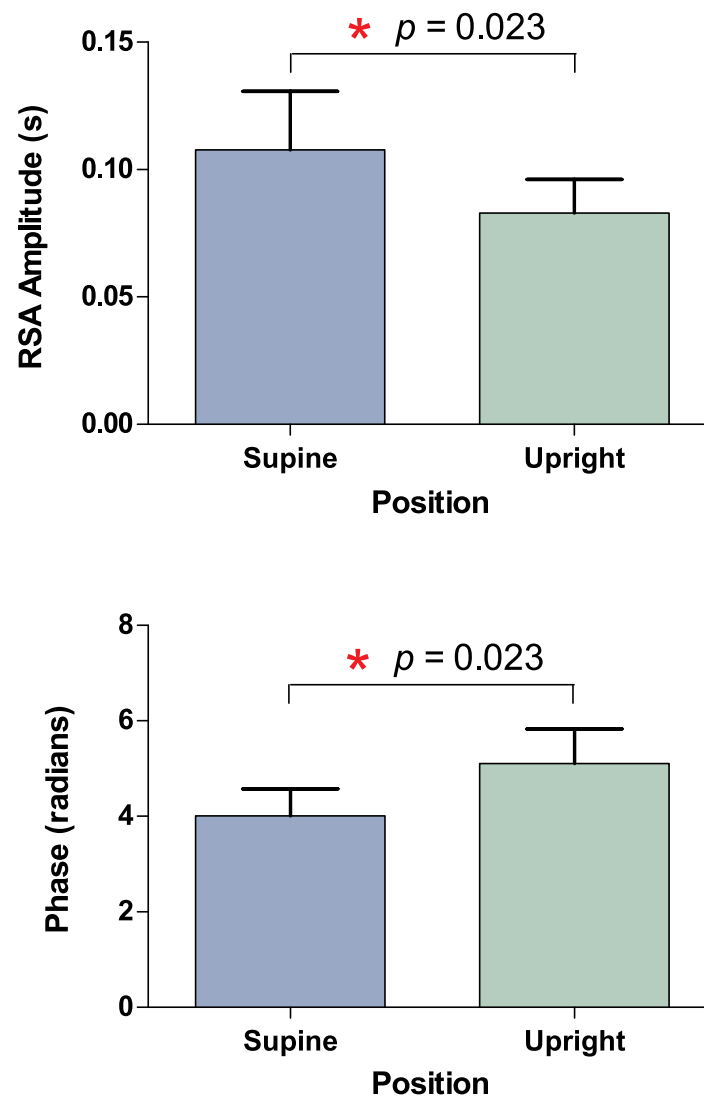 * p = 0.023
0.15
0.10
0.05
0.00
RSA Amplitude (s)
Supine Upright
Position
* p = 0.023
8
6
4
2
0
Phase (radians)
Supine Upright
Position